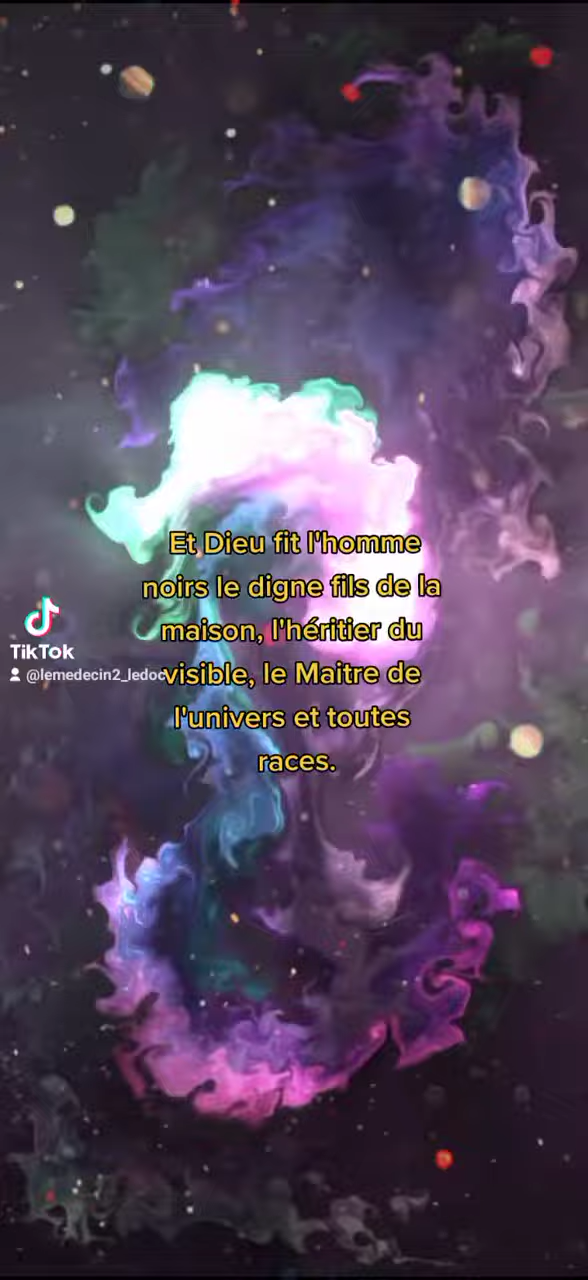 Et Dieu fit l'homme
noirs le digne fils de la
maison, l'héritier du
visible, le Maitre de
l'univers et toutes
races.
TikTok
@lemedecin2_ledoc